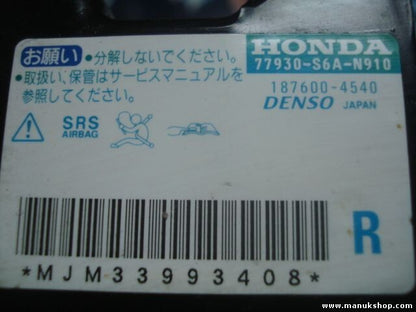 お願い ●分解しないでください。
●取扱い、保管はサービスマニュアルを
参照してください。
HONDA
77930-S6A-N910
187600-4540
DENSO JAPAN
SRS
AIRBAG
R
*MJM33993408*
www.manukshop.com